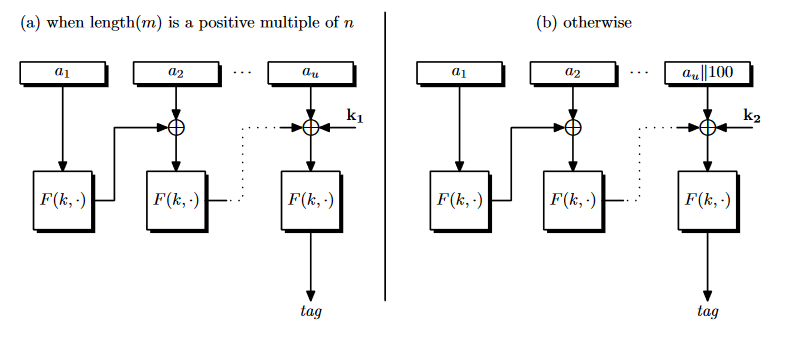 (a) when length(m) is a positive multiple of n
a₁ a₂ ··· aᵤ
k₁
F(k, ·) F(k, ·) F(k, ·)
tag
(b) otherwise
a₁ a₂ ··· aᵤ‖100
k₂
F(k, ·) F(k, ·) F(k, ·)
tag